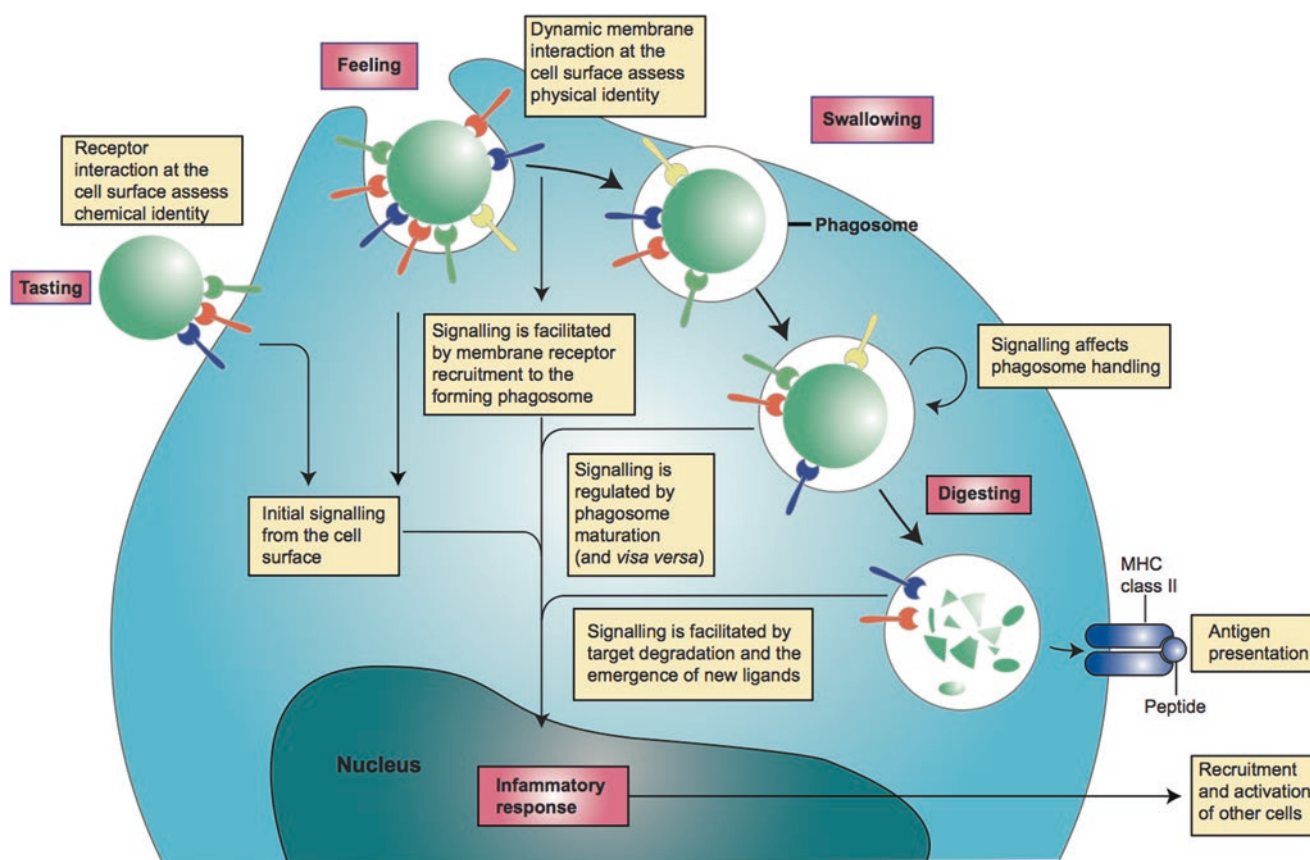 Feeling
Dynamic membrane
interaction at the
cell surface assess
physical identity
Swallowing
Receptor
interaction at the
cell surface assess
chemical identity
Phagosome
Tasting
Signalling is facilitated
by membrane receptor
recruitment to the
forming phagosome
Signalling affects
phagosome handling
Signalling is
regulated by
phagosome
maturation
(and visa versa)
Digesting
Initial signalling
from the cell
surface
MHC
class II
Signalling is facilitated by
target degradation and the
emergence of new ligands
Antigen
presentation
Peptide
Nucleus
Infammatory
response
Recruitment
and activation
of other cells